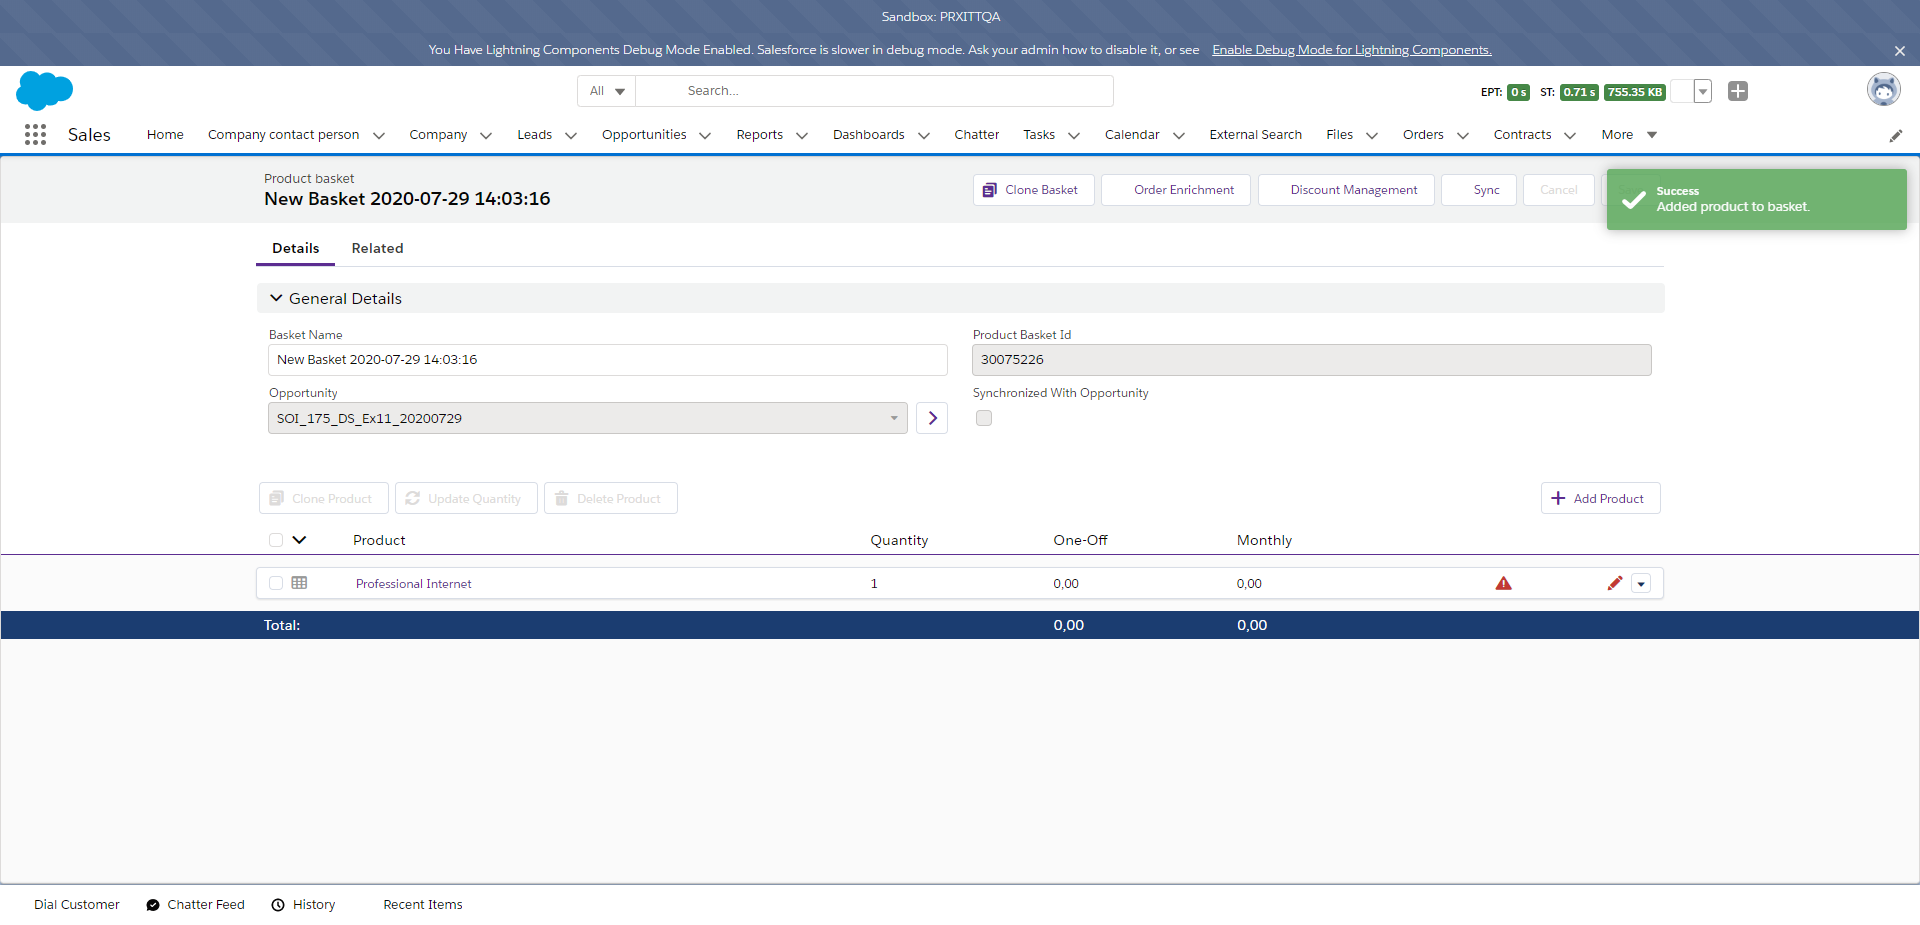 Sandbox: PRXITTQA
You Have Lightning Components Debug Mode Enabled. Salesforce is slower in debug mode. Ask your admin how to disable it, or see Enable Debug Mode for Lightning Components.
All Search... EPT: 0 s ST: 0.71 s 755.35 KB
Sales Home Company contact person Company Leads Opportunities Reports Dashboards Chatter Tasks Calendar External Search Files Orders Contracts More
Product basket
New Basket 2020-07-29 14:03:16
Clone Basket Order Enrichment Discount Management Sync Cancel
Success
Added product to basket.
Details Related
General Details
Basket Name Product Basket Id
New Basket 2020-07-29 14:03:16 30075226
Opportunity Synchronized With Opportunity
SOI_175_DS_Ex11_20200729
Clone Product Update Quantity Delete Product Add Product
Product Quantity One-Off Monthly
Professional Internet 1 0,00 0,00
Total: 0,00 0,00
Dial Customer Chatter Feed History Recent Items